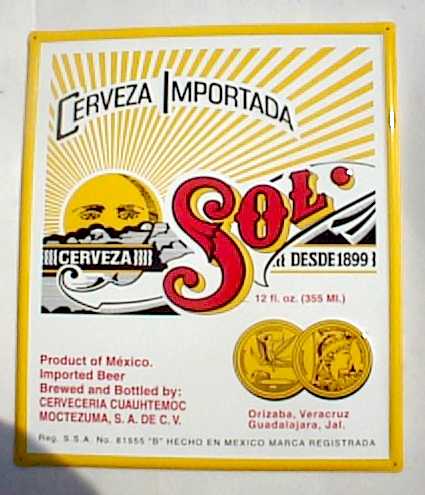 CERVEZA IMPORTADA
SOL
CERVEZA
DESDE 1899
12 fl. oz. (355 Ml.)
Product of México.
Imported Beer
Brewed and Bottled by:
CERVECERIA CUAUHTEMOC
MOCTEZUMA, S. A. DE C. V.
Orizaba, Veracruz
Guadalajara, Jal.
Reg. S.S.A. No. 81555 "B" HECHO EN MEXICO MARCA REGISTRADA